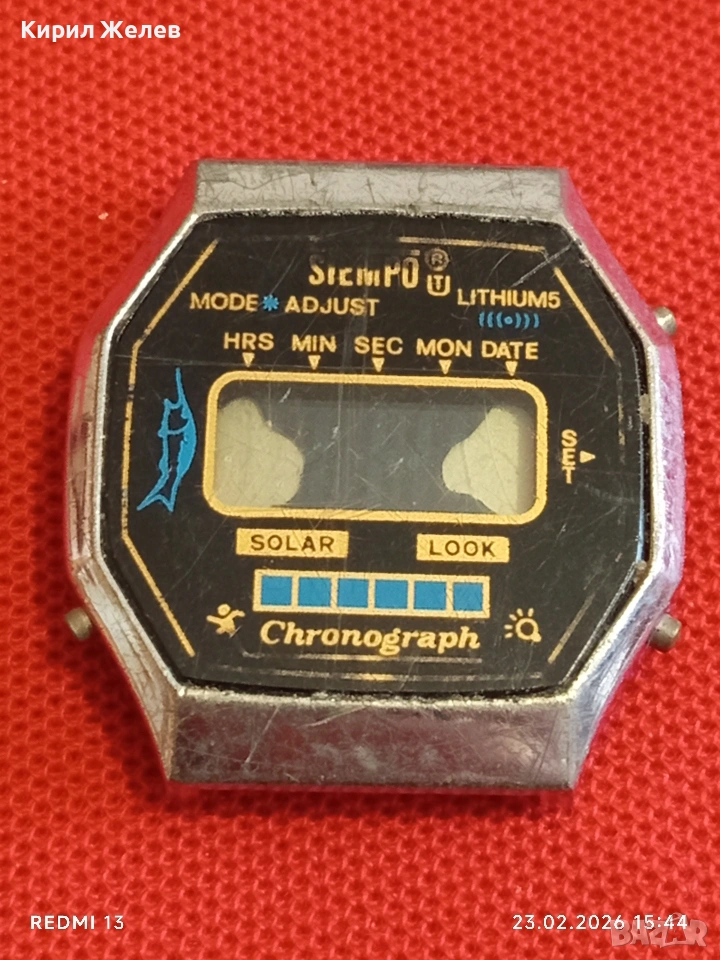 Кирил Желев
SIEMPO ®
MODE * ADJUST
LITHIUM5
HRS MIN SEC MON DATE
SET
SOLAR LOOK
Chronograph
REDMI 13
23.02.2026 15:44
BAZAR